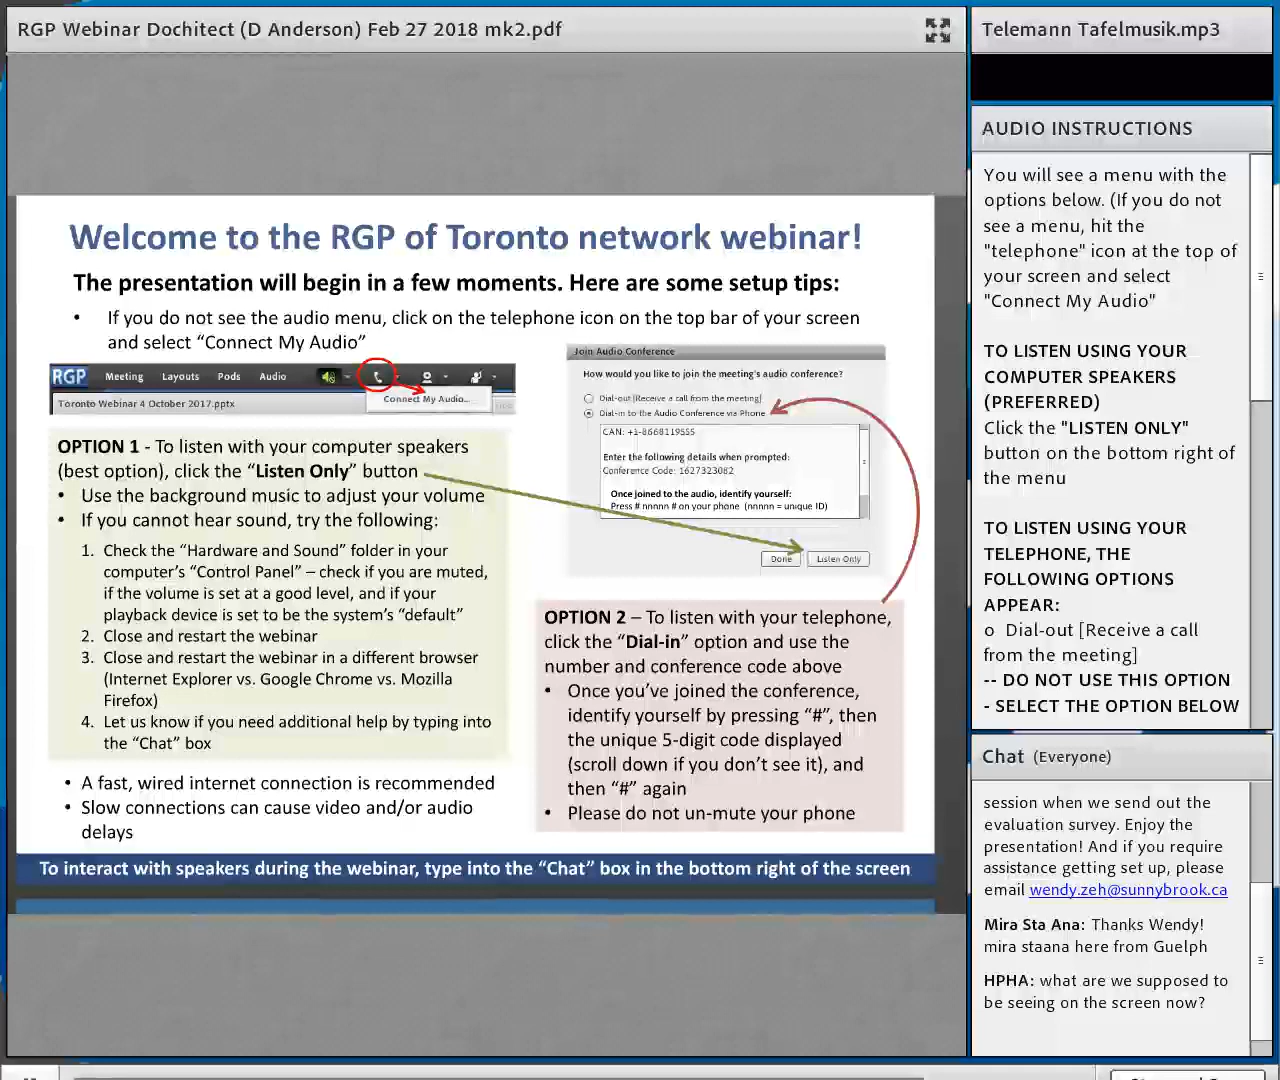 RGP Webinar Dochitect (D Anderson) Feb 27 2018 mk2.pdf
Welcome to the RGP of Toronto network webinar!
The presentation will begin in a few moments. Here are some setup tips:
• If you do not see the audio menu, click on the telephone icon on the top bar of your screen
and select “Connect My Audio”
RGP Meeting Layouts Pods Audio
Connect My Audio...
Toronto Webinar 4 October 2017.pptx
Join Audio Conference
How would you like to join the meeting's audio conference?
Dial-out [Receive a call from the meeting]
Dial-in to the Audio Conference via Phone
CAN: +1-8668119555
Enter the following details when prompted:
Conference Code: 1627323082
Once joined to the audio, identify yourself:
Press # nnnnn # on your phone (nnnnn = unique ID)
Done Listen Only
OPTION 1 - To listen with your computer speakers
(best option), click the “Listen Only” button
• Use the background music to adjust your volume
• If you cannot hear sound, try the following:
1. Check the “Hardware and Sound” folder in your
computer’s “Control Panel” – check if you are muted,
if the volume is set at a good level, and if your
playback device is set to be the system’s “default”
2. Close and restart the webinar
3. Close and restart the webinar in a different browser
(Internet Explorer vs. Google Chrome vs. Mozilla
Firefox)
4. Let us know if you need additional help by typing into
the “Chat” box
• A fast, wired internet connection is recommended
• Slow connections can cause video and/or audio
delays
OPTION 2 – To listen with your telephone,
click the “Dial-in” option and use the
number and conference code above
• Once you’ve joined the conference,
identify yourself by pressing “#”, then
the unique 5-digit code displayed
(scroll down if you don’t see it), and
then “#” again
• Please do not un-mute your phone
To interact with speakers during the webinar, type into the “Chat” box in the bottom right of the screen
Telemann Tafelmusik.mp3
AUDIO INSTRUCTIONS
You will see a menu with the
options below. (If you do not
see a menu, hit the
"telephone" icon at the top of
your screen and select
"Connect My Audio"
TO LISTEN USING YOUR
COMPUTER SPEAKERS
(PREFERRED)
Click the "LISTEN ONLY"
button on the bottom right of
the menu
TO LISTEN USING YOUR
TELEPHONE, THE
FOLLOWING OPTIONS
APPEAR:
o Dial-out [Receive a call
from the meeting]
-- DO NOT USE THIS OPTION
- SELECT THE OPTION BELOW
Chat (Everyone)
session when we send out the
evaluation survey. Enjoy the
presentation! And if you require
assistance getting set up, please
email wendy.zeh@sunnybrook.ca
Mira Sta Ana: Thanks Wendy!
mira staana here from Guelph
HPHA: what are we supposed to
be seeing on the screen now?